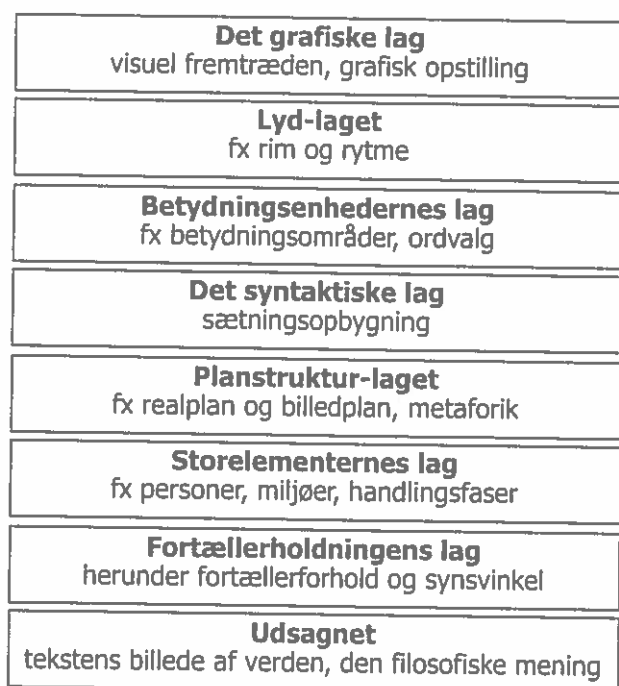 Det grafiske lag
visuel fremtræden, grafisk opstilling
Lyd-laget
fx rim og rytme
Betydningsenhedernes lag
fx betydningsområder, ordvalg
Det syntaktiske lag
sætningsopbygning
Planstruktur-laget
fx realplan og billedplan, metaforik
Storelementernes lag
fx personer, miljøer, handlingsfaser
Fortællerholdningens lag
herunder fortællerforhold og synsvinkel
Udsagnet
tekstens billede af verden, den filosofiske mening